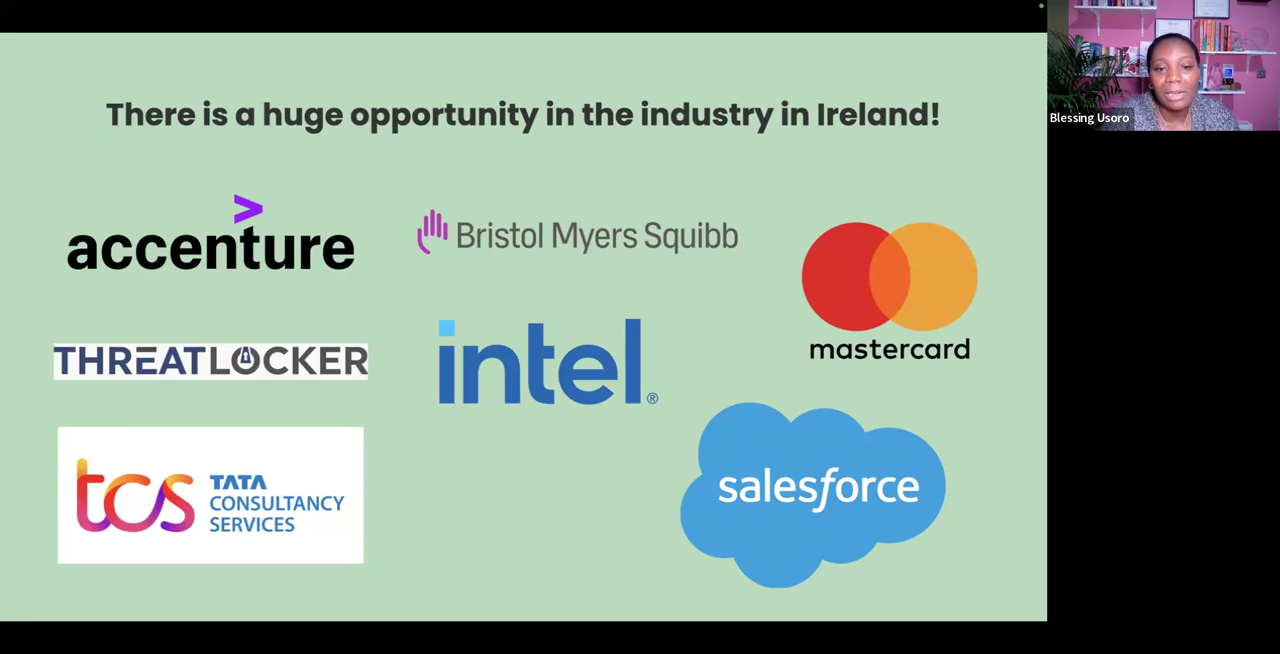 There is a huge opportunity in the industry in Ireland!
accenture
Bristol Myers Squibb
mastercard
THREATLOCKER
intel®
tcs TATA
CONSULTANCY
SERVICES
salesforce
Blessing Usoro